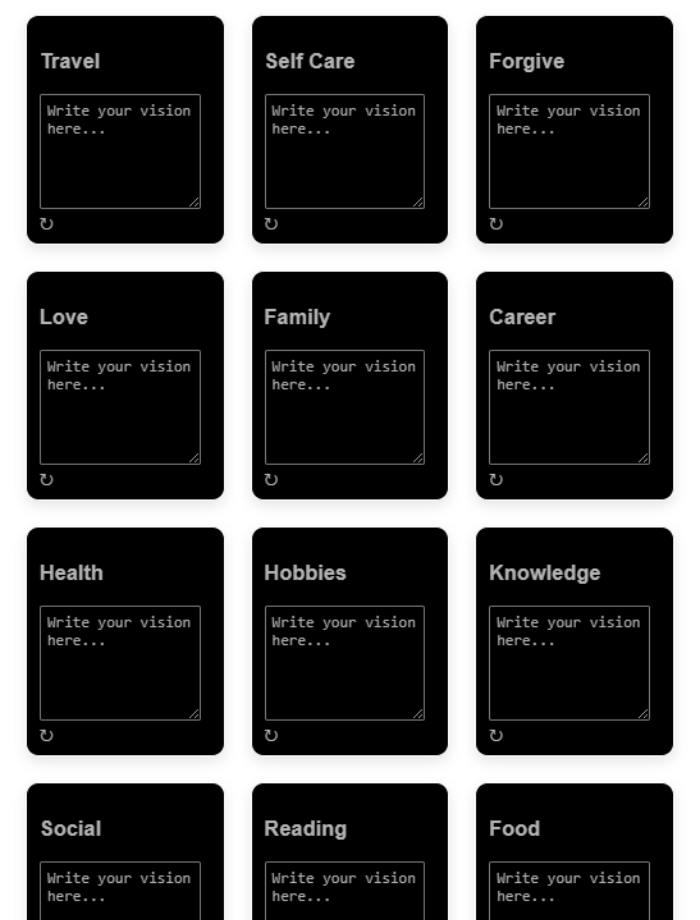 Travel Self Care Forgive
Write your vision Write your vision Write your vision
here... here... here...
↻ ↻ ↻
Love Family Career
Write your vision Write your vision Write your vision
here... here... here...
↻ ↻ ↻
Health Hobbies Knowledge
Write your vision Write your vision Write your vision
here... here... here...
↻ ↻ ↻
Social Reading Food
Write your vision Write your vision Write your vision
here... here... here...